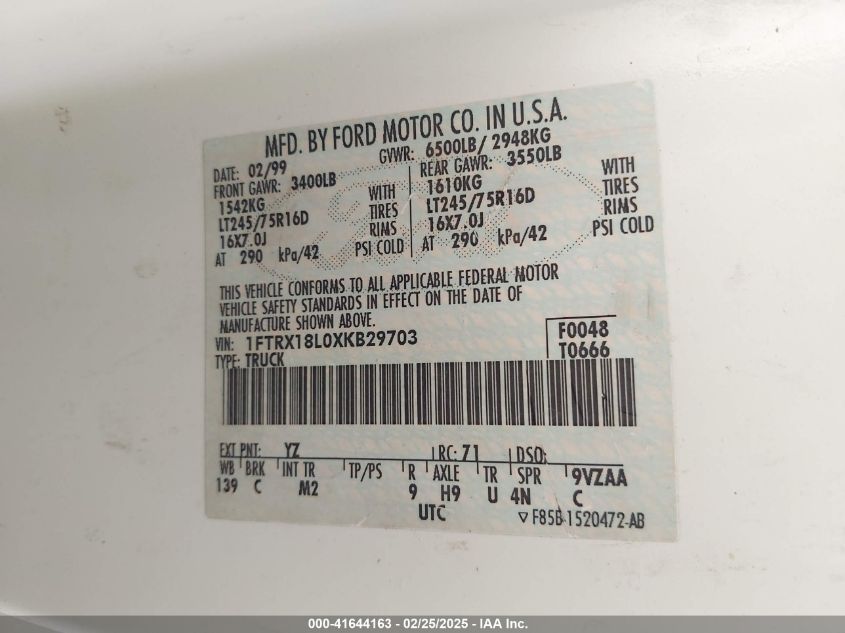 MFD. BY FORD MOTOR CO. IN U.S.A.
DATE: 02/99 GVWR: 6500LB/ 2948KG
FRONT GAWR: 3400LB REAR GAWR: 3550LB
1542KG WITH 1610KG WITH
LT245/75R16D TIRES LT245/75R16D TIRES
16X7.0J RIMS 16X7.0J RIMS
AT 290 kPa/42 PSI COLD AT 290 kPa/42 PSI COLD
THIS VEHICLE CONFORMS TO ALL APPLICABLE FEDERAL MOTOR
VEHICLE SAFETY STANDARDS IN EFFECT ON THE DATE OF
MANUFACTURE SHOWN ABOVE.
VIN: 1FTRX18L0XKB29703 F0048
TYPE: TRUCK T0666
EXT PNT: YZ RC: 71 DSO:
WB BRK INT TR TP/PS R AXLE TR SPR 9VZAA
139 C M2 9 H9 U 4N C
UTC ▽ F85B-1520472-AB
000-41644163 - 02/25/2025 - IAA Inc.